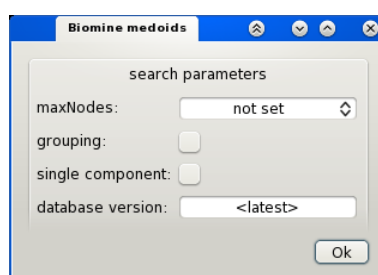 Biomine medoids
search parameters
maxNodes: not set
grouping:
single component:
database version: <latest>
Ok